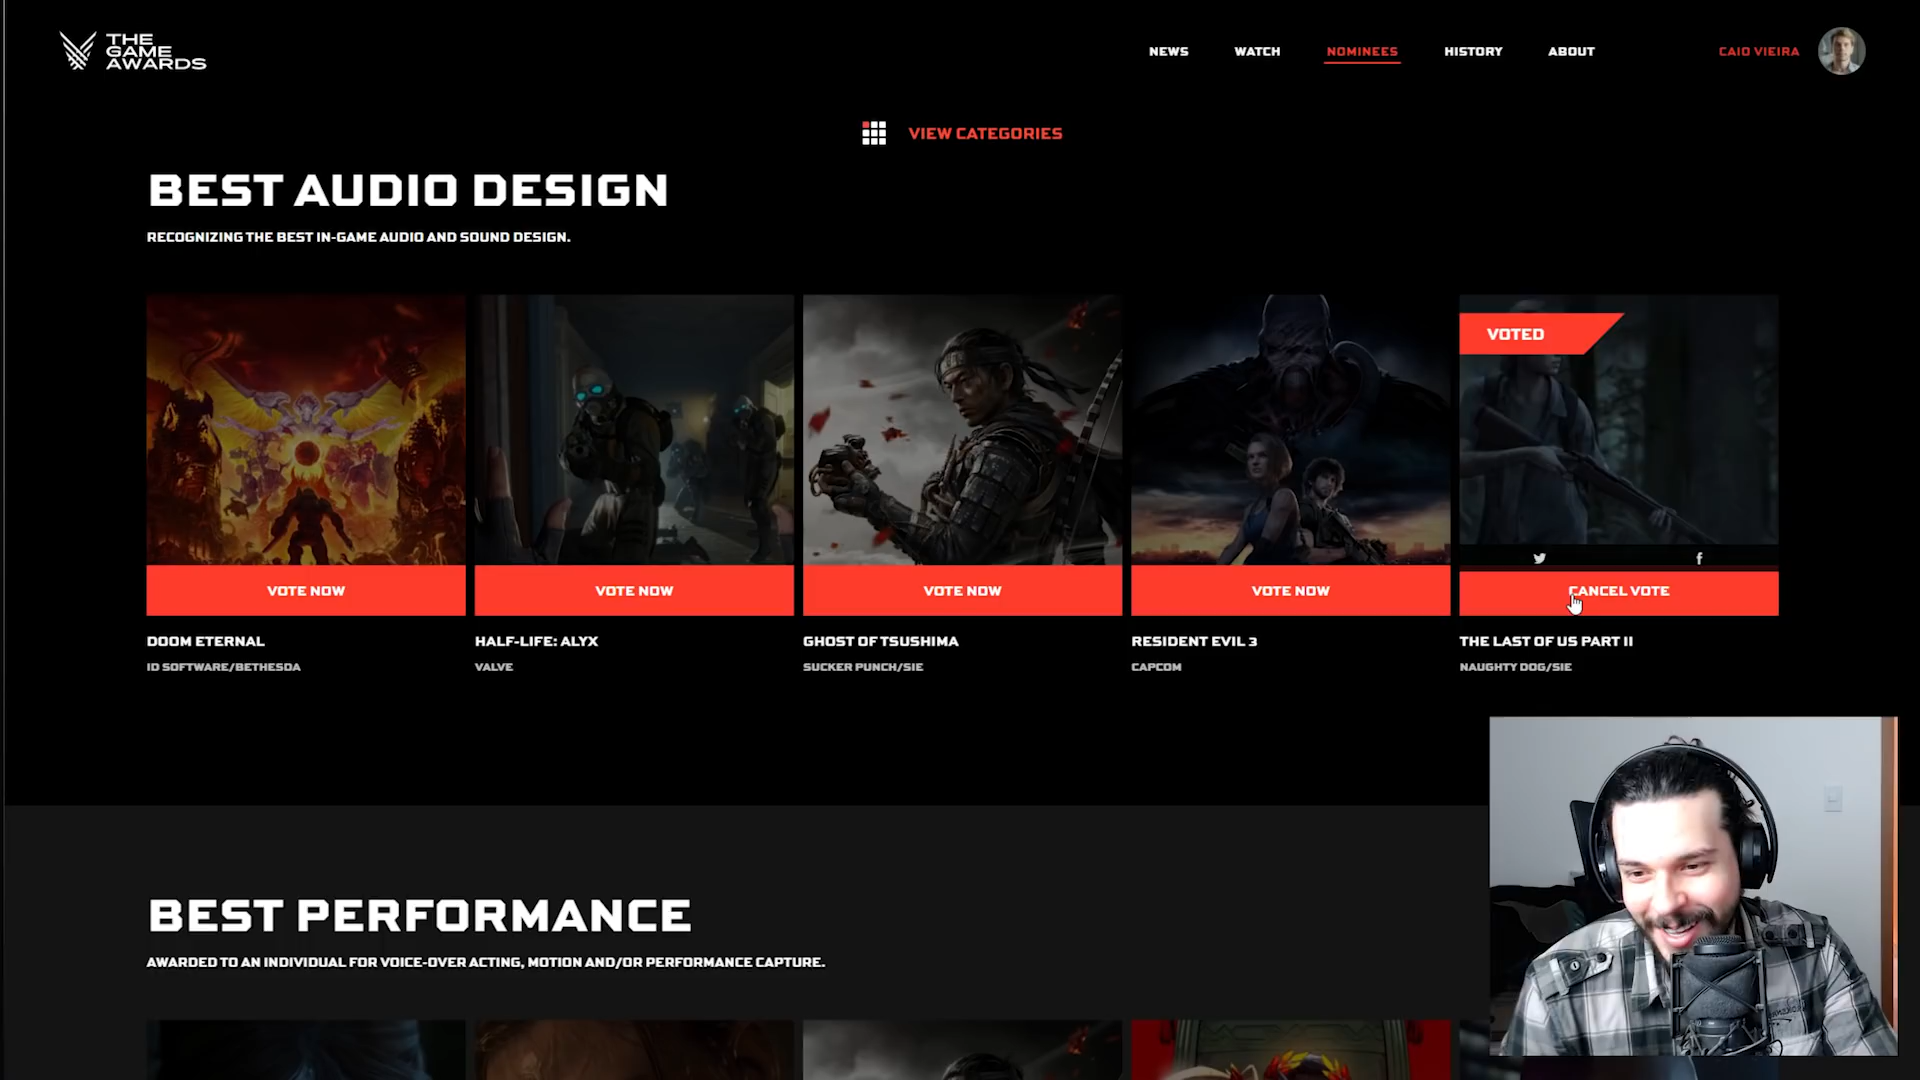 THE
GAME
AWARDS
NEWS
WATCH
NOMINEES
HISTORY
ABOUT
CAIO VIEIRA
VIEW CATEGORIES
BEST AUDIO DESIGN
RECOGNIZING THE BEST IN-GAME AUDIO AND SOUND DESIGN.
VOTED
VOTE NOW
VOTE NOW
VOTE NOW
VOTE NOW
CANCEL VOTE
DOOM ETERNAL
ID SOFTWARE/BETHESDA
HALF-LIFE: ALYX
VALVE
GHOST OF TSUSHIMA
SUCKER PUNCH/SIE
RESIDENT EVIL 3
CAPCOM
THE LAST OF US PART II
NAUGHTY DOG/SIE
BEST PERFORMANCE
AWARDED TO AN INDIVIDUAL FOR VOICE-OVER ACTING, MOTION AND/OR PERFORMANCE CAPTURE.